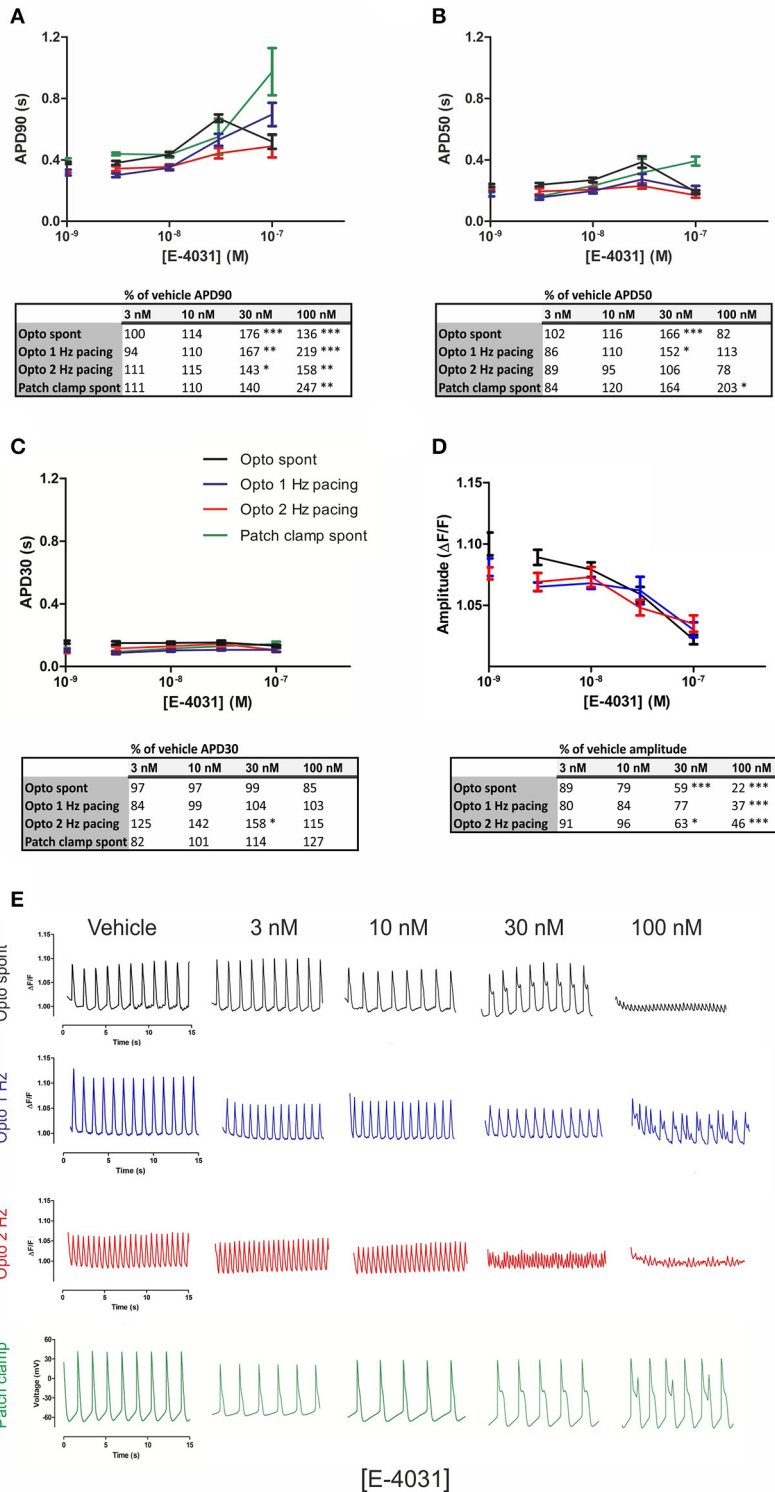 A
1.2
0.8
0.4
0.0
APD90 (s)
10-9
10-8
10-7
[E-4031] (M)
% of vehicle APD90
3 nM 10 nM 30 nM 100 nM
Opto spont 100 114 176 *** 136 ***
Opto 1 Hz pacing 94 110 167 ** 219 ***
Opto 2 Hz pacing 111 115 143 * 158 **
Patch clamp spont 111 110 140 247 **
B
1.2
0.8
0.4
0.0
APD50 (s)
10-9
10-8
10-7
[E-4031] (M)
% of vehicle APD50
3 nM 10 nM 30 nM 100 nM
Opto spont 102 116 166 *** 82
Opto 1 Hz pacing 86 110 152 * 113
Opto 2 Hz pacing 89 95 106 78
Patch clamp spont 84 120 164 203 *
C
Opto spont
Opto 1 Hz pacing
Opto 2 Hz pacing
Patch clamp spont
1.2
0.8
0.4
0.0
APD30 (s)
10-9
10-8
10-7
[E-4031] (M)
% of vehicle APD30
3 nM 10 nM 30 nM 100 nM
Opto spont 97 97 99 85
Opto 1 Hz pacing 84 99 104 103
Opto 2 Hz pacing 125 142 158 * 115
Patch clamp spont 82 101 114 127
D
1.15
1.10
1.05
Amplitude (ΔF/F)
10-9
10-8
10-7
[E-4031] (M)
% of vehicle amplitude
3 nM 10 nM 30 nM 100 nM
Opto spont 89 79 59 *** 22 ***
Opto 1 Hz pacing 80 84 77 37 ***
Opto 2 Hz pacing 91 96 63 * 46 ***
E
Vehicle 3 nM 10 nM 30 nM 100 nM
Opto spont
ΔF/F
1.15
1.10
1.05
1.00
0 5 10 15
Time (s)
Opto 1 Hz
ΔF/F
1.15
1.10
1.05
1.00
0 5 10 15
Time (s)
Opto 2 Hz
ΔF/F
1.15
1.10
1.05
1.00
0 5 10 15
Time (s)
Patch clamp
Voltage (mV)
60
30
0
-30
-60
0 5 10 15
Time (s)
[E-4031]